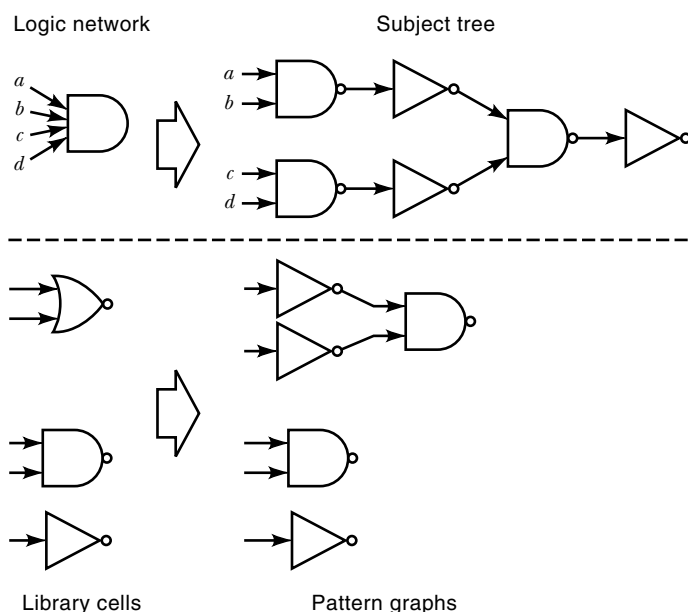 Logic network
Subject tree
a
b
c
d
a
b
c
d
Library cells
Pattern graphs